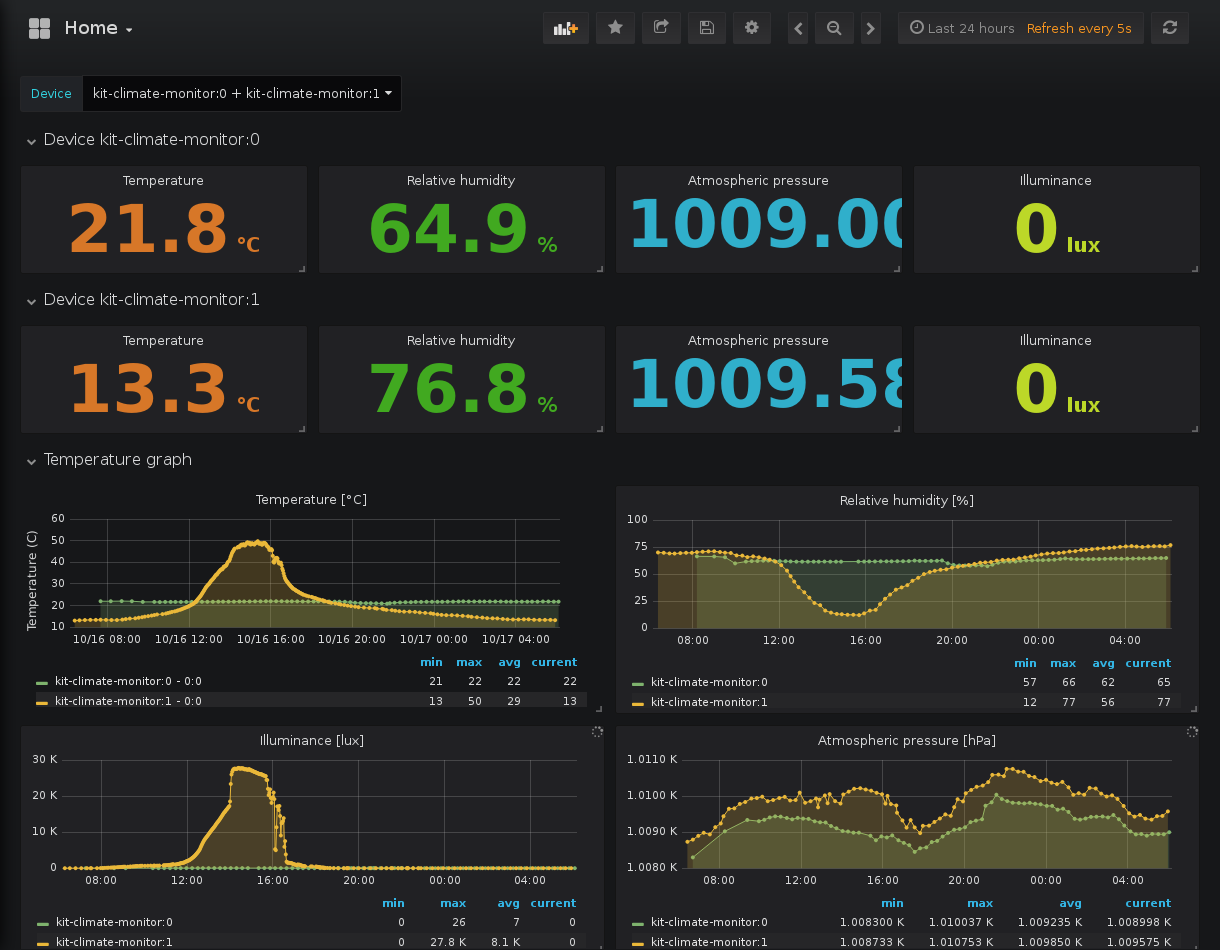 Home
Last 24 hours Refresh every 5s
Device kit-climate-monitor:0 + kit-climate-monitor:1
Device kit-climate-monitor:0
Temperature Relative humidity Atmospheric pressure Illuminance
21.8 °C 64.9 % 1009.00 0 lux
Device kit-climate-monitor:1
Temperature Relative humidity Atmospheric pressure Illuminance
13.3 °C 76.8 % 1009.58 0 lux
Temperature graph
Temperature [°C]
Temperature (C)
60
50
40
30
20
10
10/16 08:00 10/16 12:00 10/16 16:00 10/16 20:00 10/17 00:00 10/17 04:00
min max avg current
kit-climate-monitor:0 - 0:0 21 22 22 22
kit-climate-monitor:1 - 0:0 13 50 29 13
Relative humidity [%]
100
75
50
25
0
08:00 12:00 16:00 20:00 00:00 04:00
min max avg current
kit-climate-monitor:0 57 66 62 65
kit-climate-monitor:1 12 77 56 77
Illuminance [lux]
30 K
20 K
10 K
0
08:00 12:00 16:00 20:00 00:00 04:00
min max avg current
kit-climate-monitor:0 0 26 7 0
kit-climate-monitor:1 0 27.8 K 8.1 K 0
Atmospheric pressure [hPa]
1.0110 K
1.0100 K
1.0090 K
1.0080 K
08:00 12:00 16:00 20:00 00:00 04:00
min max avg current
kit-climate-monitor:0 1.008300 K 1.010037 K 1.009235 K 1.008998 K
kit-climate-monitor:1 1.008733 K 1.010753 K 1.009850 K 1.009575 K